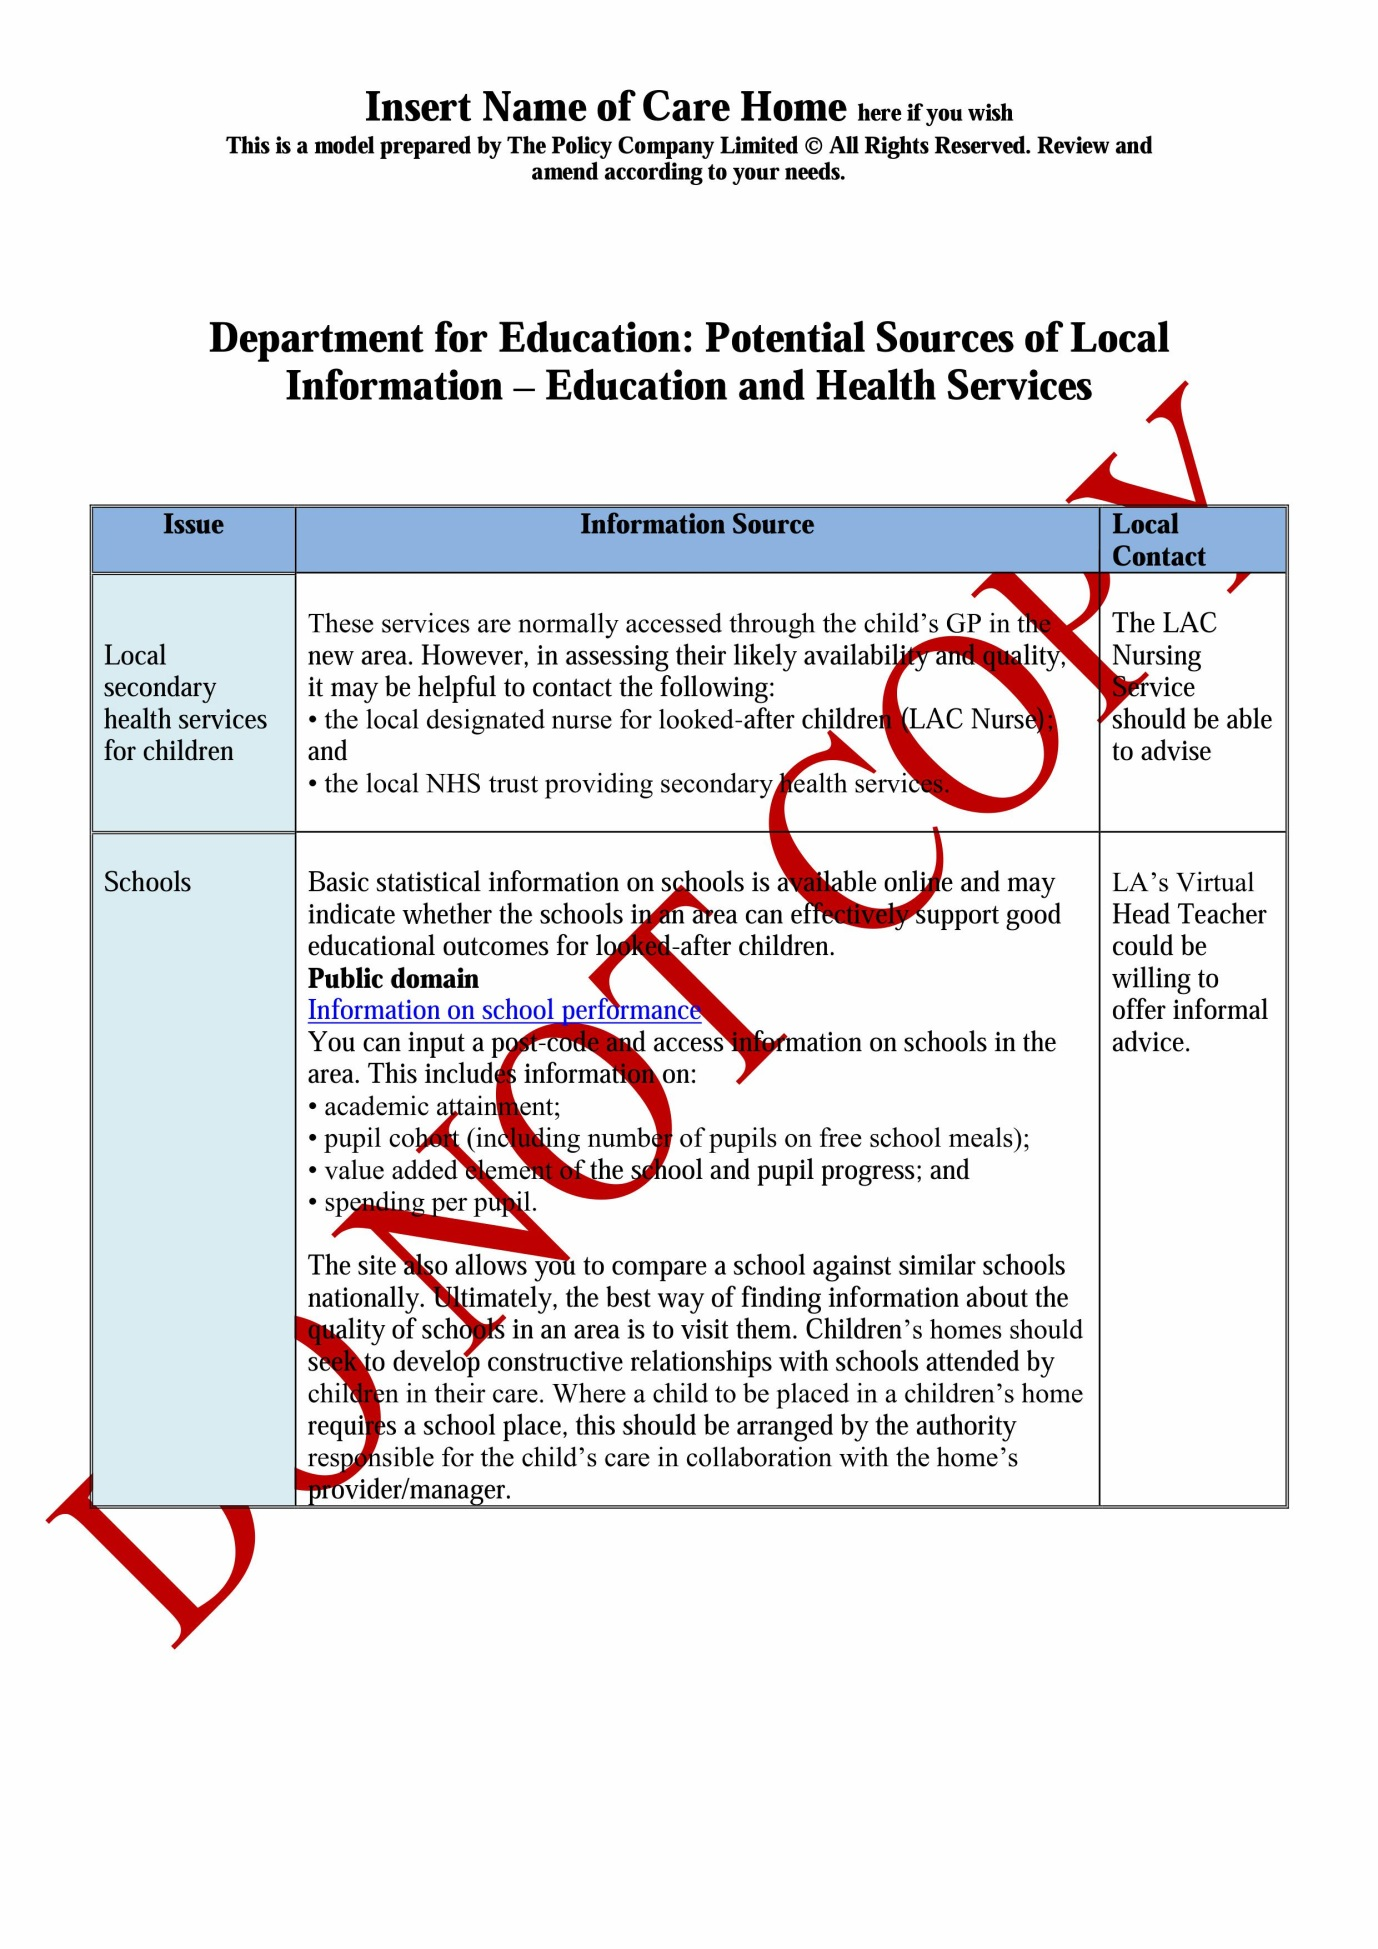 Insert Name of Care Home here if you wish
This is a model prepared by The Policy Company Limited © All Rights Reserved. Review and
amend according to your needs.
Department for Education: Potential Sources of Local
Information – Education and Health Services
Issue
Information Source
Local
Contact
Local
secondary
health services
for children
These services are normally accessed through the child’s GP in the
new area. However, in assessing their likely availability and quality,
it may be helpful to contact the following:
• the local designated nurse for looked-after children (LAC Nurse);
and
• the local NHS trust providing secondary health services.
The LAC
Nursing
Service
should be able
to advise
Schools
Basic statistical information on schools is available online and may
indicate whether the schools in an area can effectively support good
educational outcomes for looked-after children.
Public domain
Information on school performance
You can input a post-code and access information on schools in the
area. This includes information on:
• academic attainment;
• pupil cohort (including number of pupils on free school meals);
• value added element of the school and pupil progress; and
• spending per pupil.
The site also allows you to compare a school against similar schools
nationally. Ultimately, the best way of finding information about the
quality of schools in an area is to visit them. Children’s homes should
seek to develop constructive relationships with schools attended by
children in their care. Where a child to be placed in a children’s home
requires a school place, this should be arranged by the authority
responsible for the child’s care in collaboration with the home’s
provider/manager.
LA’s Virtual
Head Teacher
could be
willing to
offer informal
advice.
DO NOT COPY